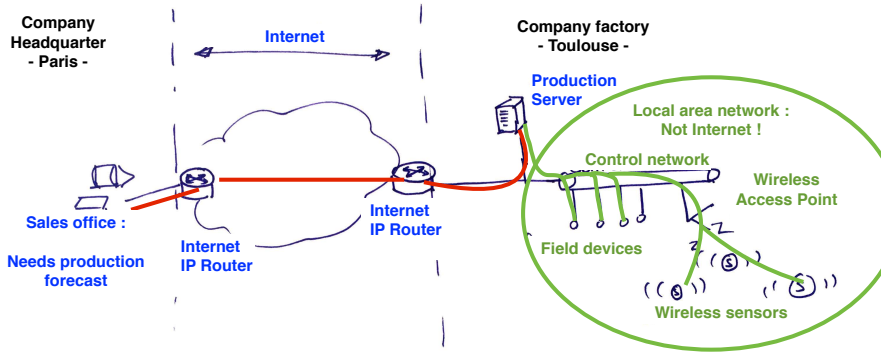 Company
Headquarter
- Paris -
Internet
Company factory
- Toulouse -
Production
Server
Local area network :
Not Internet !
Control network
Wireless
Access Point
Sales office :
Needs production
forecast
Internet
IP Router
Internet
IP Router
Field devices
Wireless sensors
S
S
S